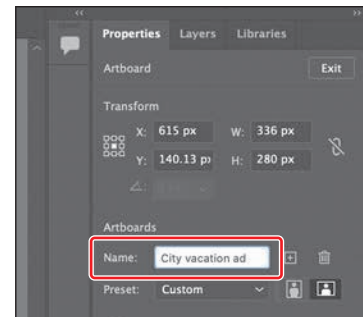 Properties Layers Libraries
Artboard Exit
Transform
X: 615 px W: 336 px
Y: 140.13 p H: 280 px
Artboards
Name: City vacation ad
Preset: Custom